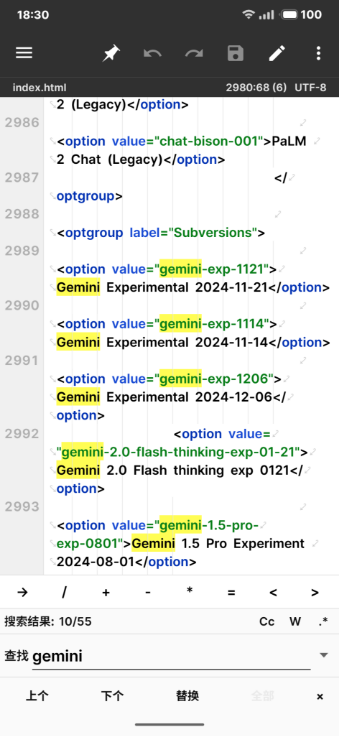 18:30
100
index.html
2980:68 (6) UTF-8
2 (Legacy)</option>
2986
<option value="chat-bison-001">PaLM
2 Chat (Legacy)</option>
2987 </
optgroup>
2988
<optgroup label="Subversions">
2989
<option value="gemini-exp-1121">
Gemini Experimental 2024-11-21</option>
2990
<option value="gemini-exp-1114">
Gemini Experimental 2024-11-14</option>
2991
<option value="gemini-exp-1206">
Gemini Experimental 2024-12-06</
option>
2992 <option value=
"gemini-2.0-flash-thinking-exp-01-21">
Gemini 2.0 Flash thinking exp 0121</
option>
2993
<option value="gemini-1.5-pro-
exp-0801">Gemini 1.5 Pro Experiment
2024-08-01</option>
→ / + - * = < >
搜索结果: 10/55 Cc W .*
查找 gemini
上个 下个 替换 全部 ×